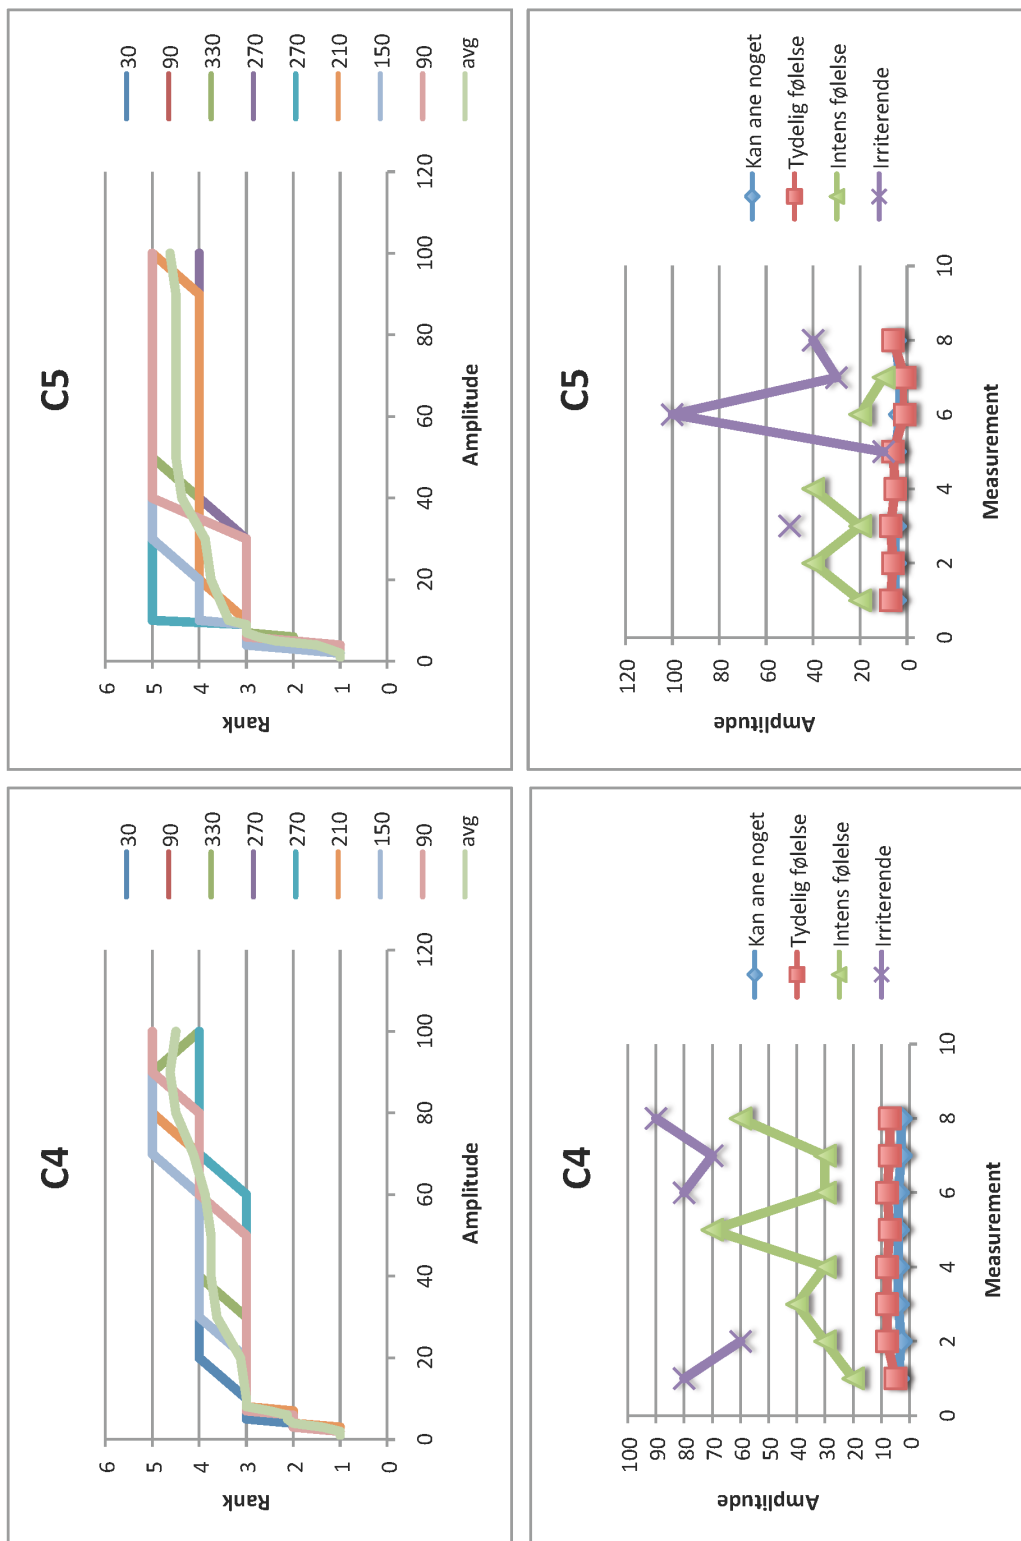 C4
6
5
4
3
2
1
0
Rank
0 20 40 60 80 100 120
Amplitude
30
90
330
270
270
210
150
90
avg
C5
6
5
4
3
2
1
0
Rank
0 20 40 60 80 100 120
Amplitude
30
90
330
270
270
210
150
90
avg
C4
100
90
80
70
60
50
40
30
20
10
0
Amplitude
0 2 4 6 8 10
Measurement
Kan ane noget
Tydelig følelse
Intens følelse
Irriterende
C5
120
100
80
60
40
20
0
Amplitude
0 2 4 6 8 10
Measurement
Kan ane noget
Tydelig følelse
Intens følelse
Irriterende